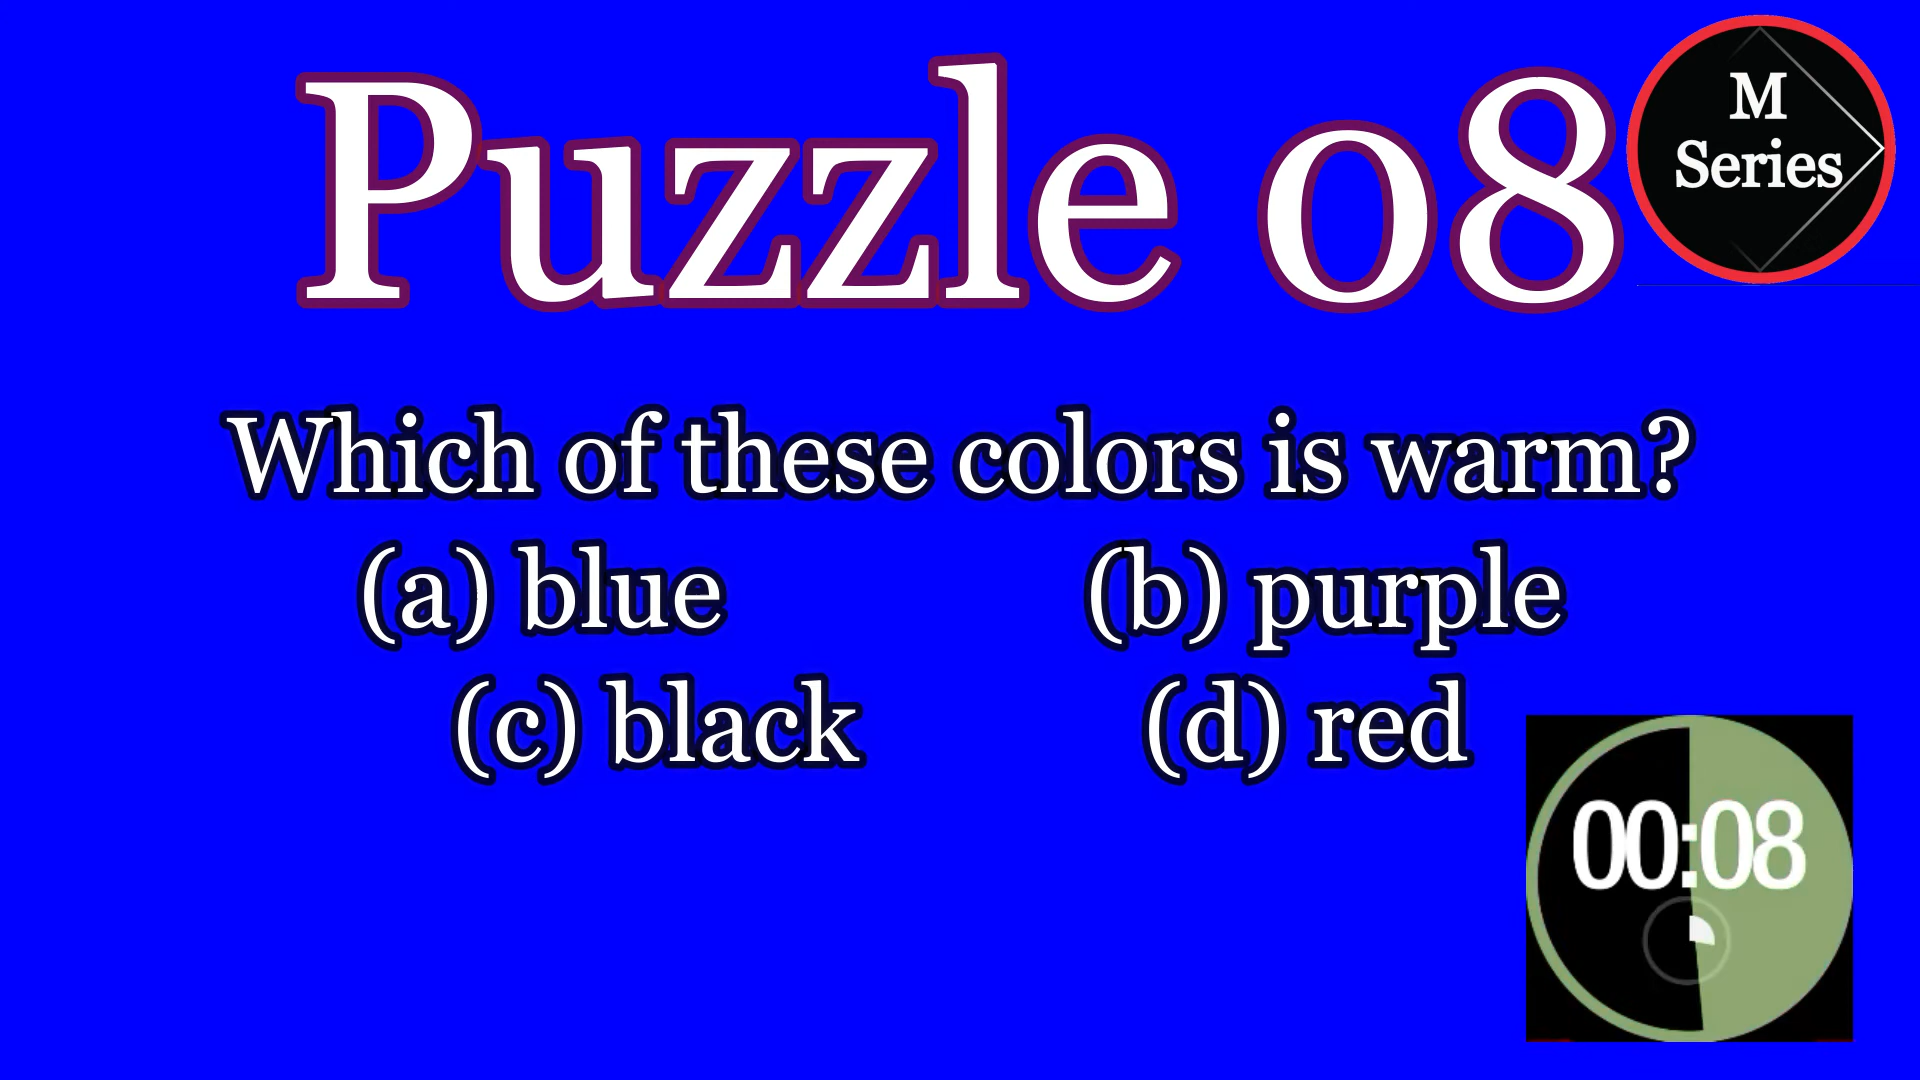 Puzzle 08
M
Series
Which of these colors is warm?
(a) blue (b) purple
(c) black (d) red
00:08